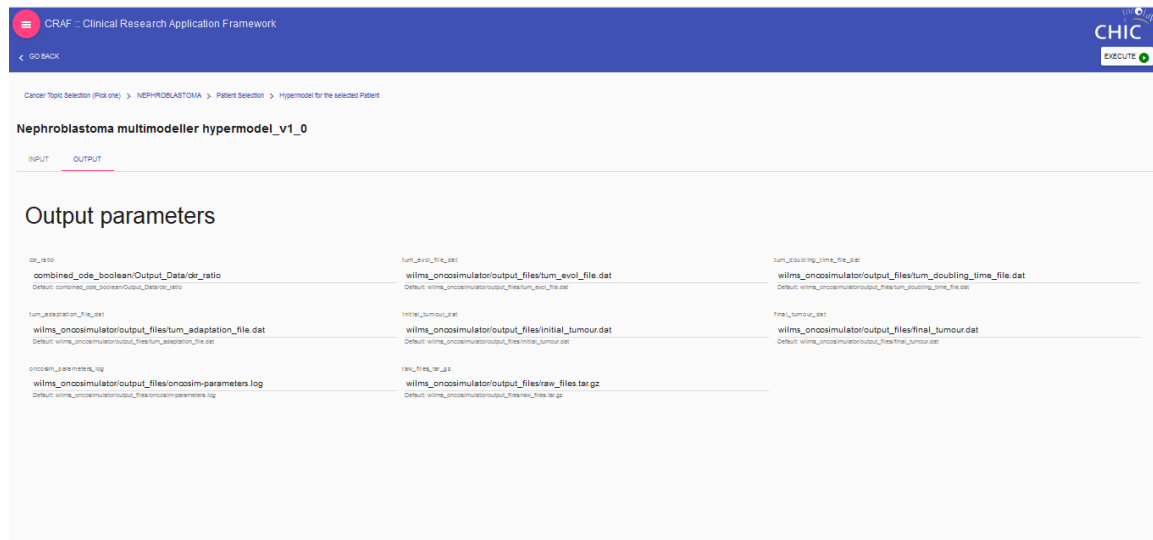 CRAF :: Clinical Research Application Framework
CHIC
GO BACK
EXECUTE
Cancer Topic Selection (Pick one) > NEPHROBLASTOMA > Patient Selection > Hypermodel for the selected Patient
Nephroblastoma multimodeller hypermodel_v1_0
INPUT OUTPUT
Output parameters
ckr_ratio tum_evol_file_dat tum_doubling_time_file_dat
combined_ode_boolean/Output_Data/ckr_ratio wilms_oncosimulator/output_files/tum_evol_file.dat wilms_oncosimulator/output_files/tum_doubling_time_file.dat
Default: combined_ode_boolean/Output_Data/ckr_ratio Default: wilms_oncosimulator/output_files/tum_evol_file.dat Default: wilms_oncosimulator/output_files/tum_doubling_time_file.dat
tum_adaptation_file_dat initial_tumour_dat final_tumour_dat
wilms_oncosimulator/output_files/tum_adaptation_file.dat wilms_oncosimulator/output_files/initial_tumour.dat wilms_oncosimulator/output_files/final_tumour.dat
Default: wilms_oncosimulator/output_files/tum_adaptation_file.dat Default: wilms_oncosimulator/output_files/initial_tumour.dat Default: wilms_oncosimulator/output_files/final_tumour.dat
oncosim_parameters_log raw_files_tar_gz
wilms_oncosimulator/output_files/oncosim-parameters.log wilms_oncosimulator/output_files/raw_files.tar.gz
Default: wilms_oncosimulator/output_files/oncosim-parameters.log Default: wilms_oncosimulator/output_files/raw_files.tar.gz